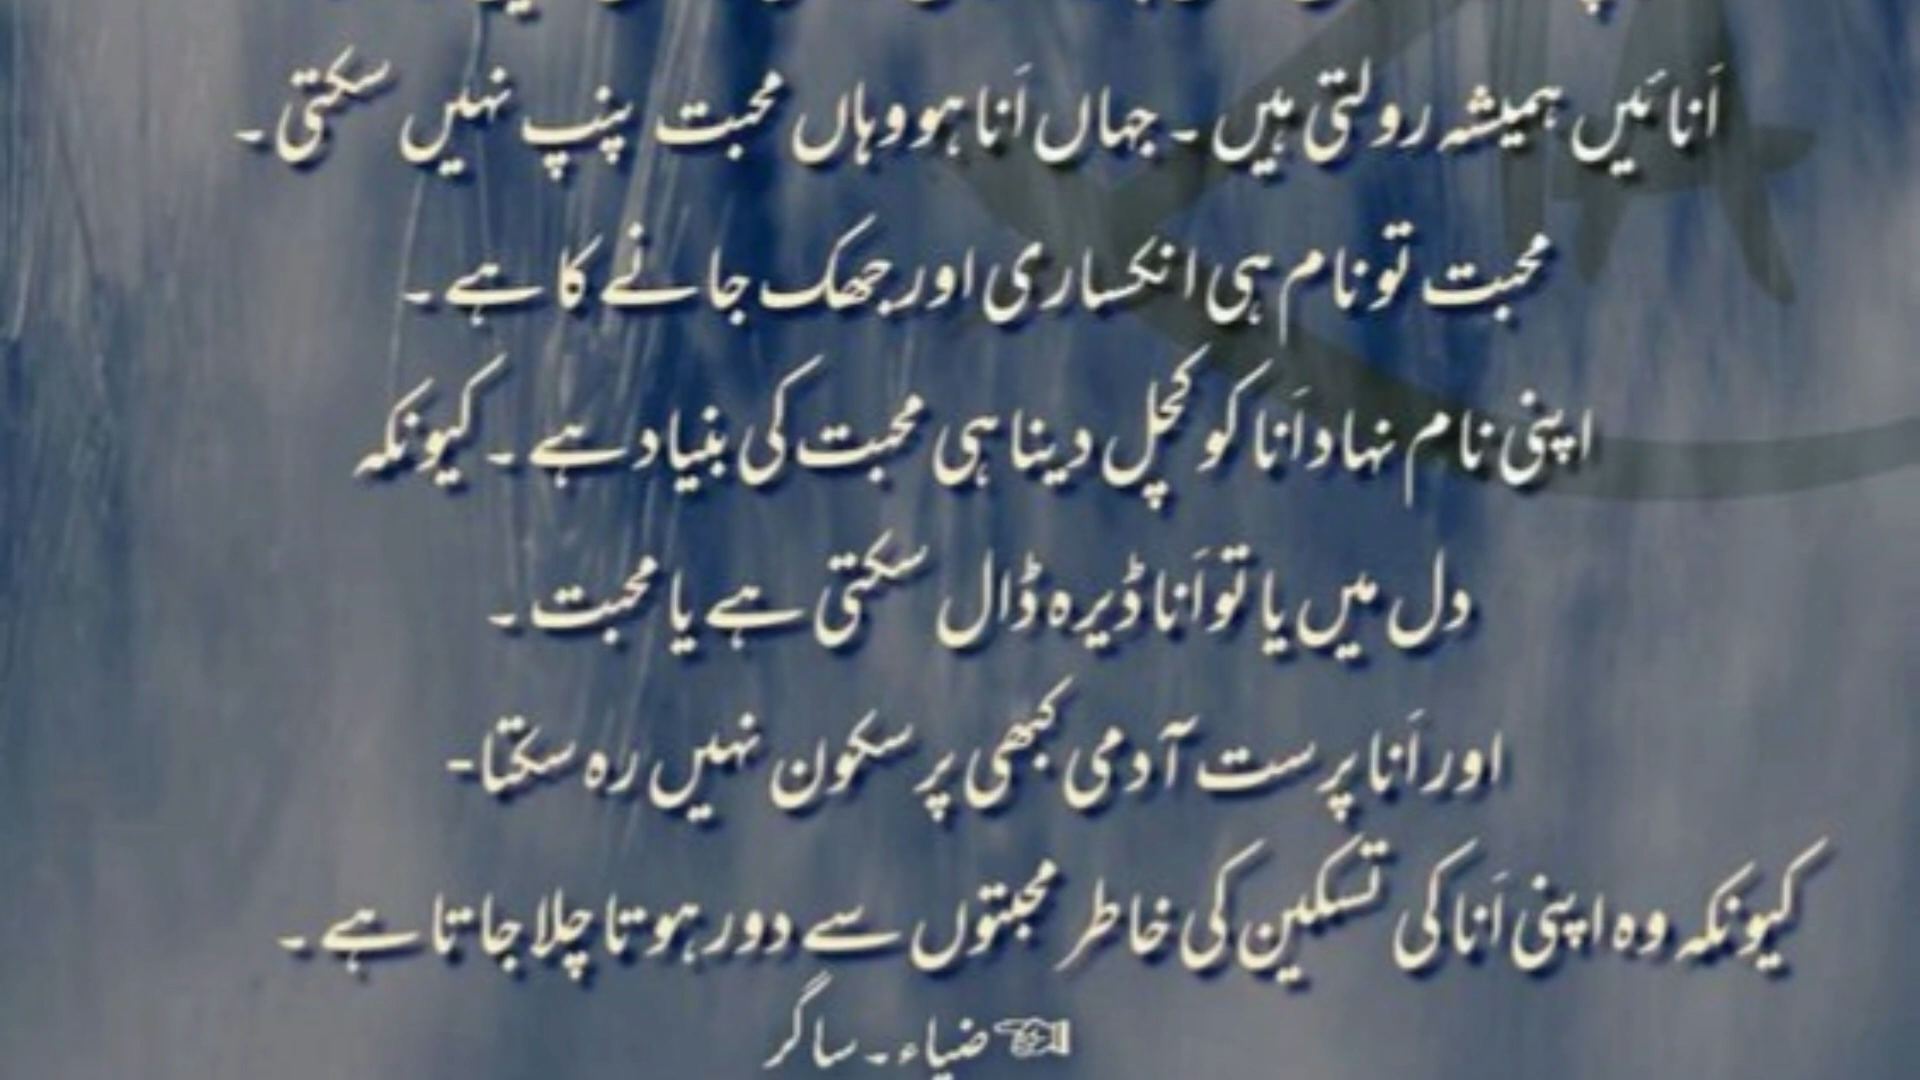 اَنائیں ہمیشہ رولتی ہیں ۔ جہاں اَنا ہو وہاں محبت پنپ نہیں سکتی ۔
محبت تو نام ہی انکساری اور جھک جانے کا ہے ۔
اپنی نام نہاد اَنا کو کچل دینا ہی محبت کی بنیاد ہے ۔ کیونکہ
دل میں یا تو اَنا ڈیرہ ڈال سکتی ہے یا محبت ۔
اور اَنا پرست آدمی کبھی پر سکون نہیں رہ سکتا-
کیونکہ وہ اپنی اَنا کی تسکین کی خاطر محبتوں سے دور ہوتا چلا جاتا ہے ۔
ضیاء ۔ ساگر